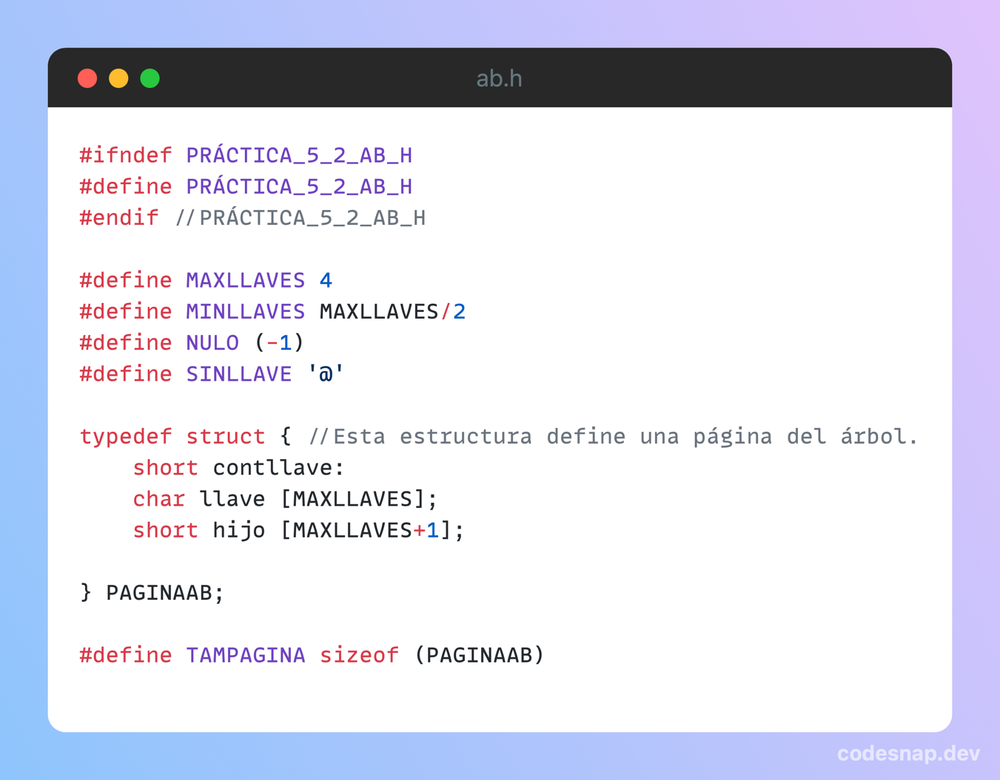 ab.h
#ifndef PRÁCTICA_5_2_AB_H
#define PRÁCTICA_5_2_AB_H
#endif //PRÁCTICA_5_2_AB_H
#define MAXLLAVES 4
#define MINLLAVES MAXLLAVES/2
#define NULO (-1)
#define SINLLAVE '@'
typedef struct { //Esta estructura define una página del árbol.
    short contllave:
    char llave [MAXLLAVES];
    short hijo [MAXLLAVES+1];
} PAGINAAB;
#define TAMPAGINA sizeof (PAGINAAB)
codesnap.dev